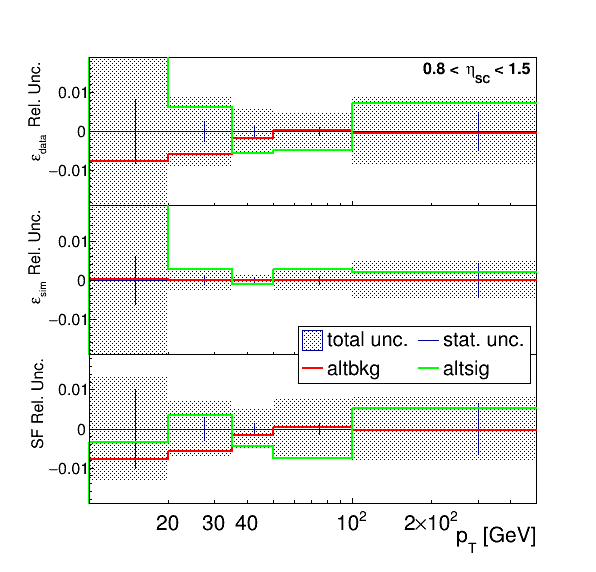 0.8 < η_SC < 1.5
ε_data Rel. Unc.
0.01
0
−0.01
ε_sim Rel. Unc.
0.01
0
−0.01
total unc. stat. unc.
altbkg altsig
SF Rel. Unc.
0.01
0
−0.01
20 30 40 10² 2×10²
p_T [GeV]